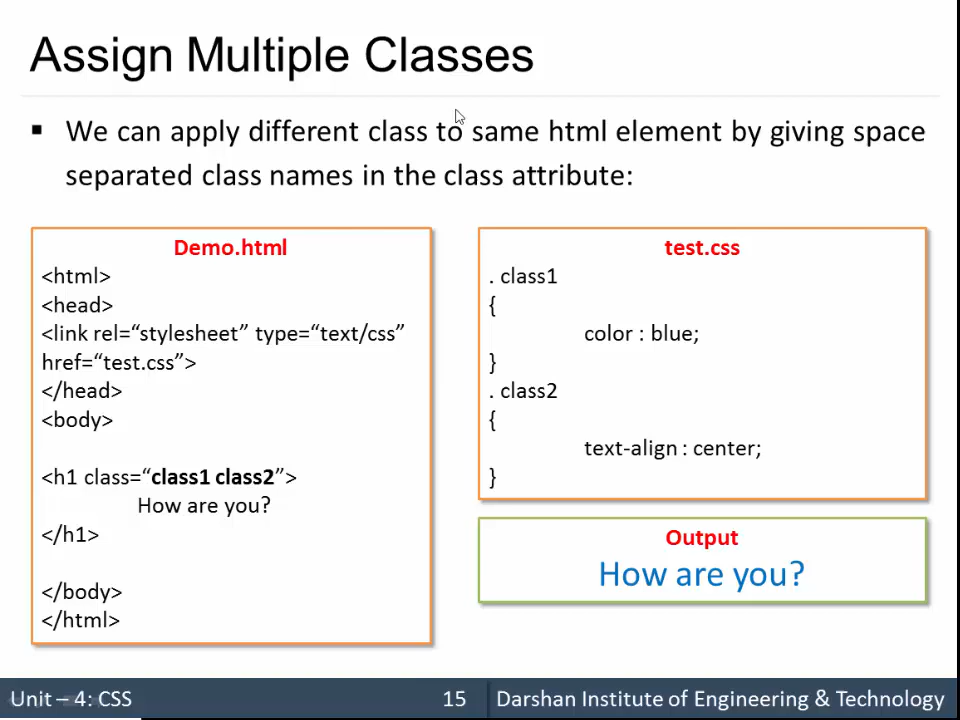 Assign Multiple Classes
▪ We can apply different class to same html element by giving space
separated class names in the class attribute:
Demo.html
<html>
<head>
<link rel=“stylesheet” type=“text/css”
href=“test.css”>
</head>
<body>
<h1 class=“class1 class2”>
How are you?
</h1>
</body>
</html>
test.css
. class1
{
color : blue;
}
. class2
{
text-align : center;
}
Output
How are you?
Unit – 4: CSS 15 Darshan Institute of Engineering & Technology